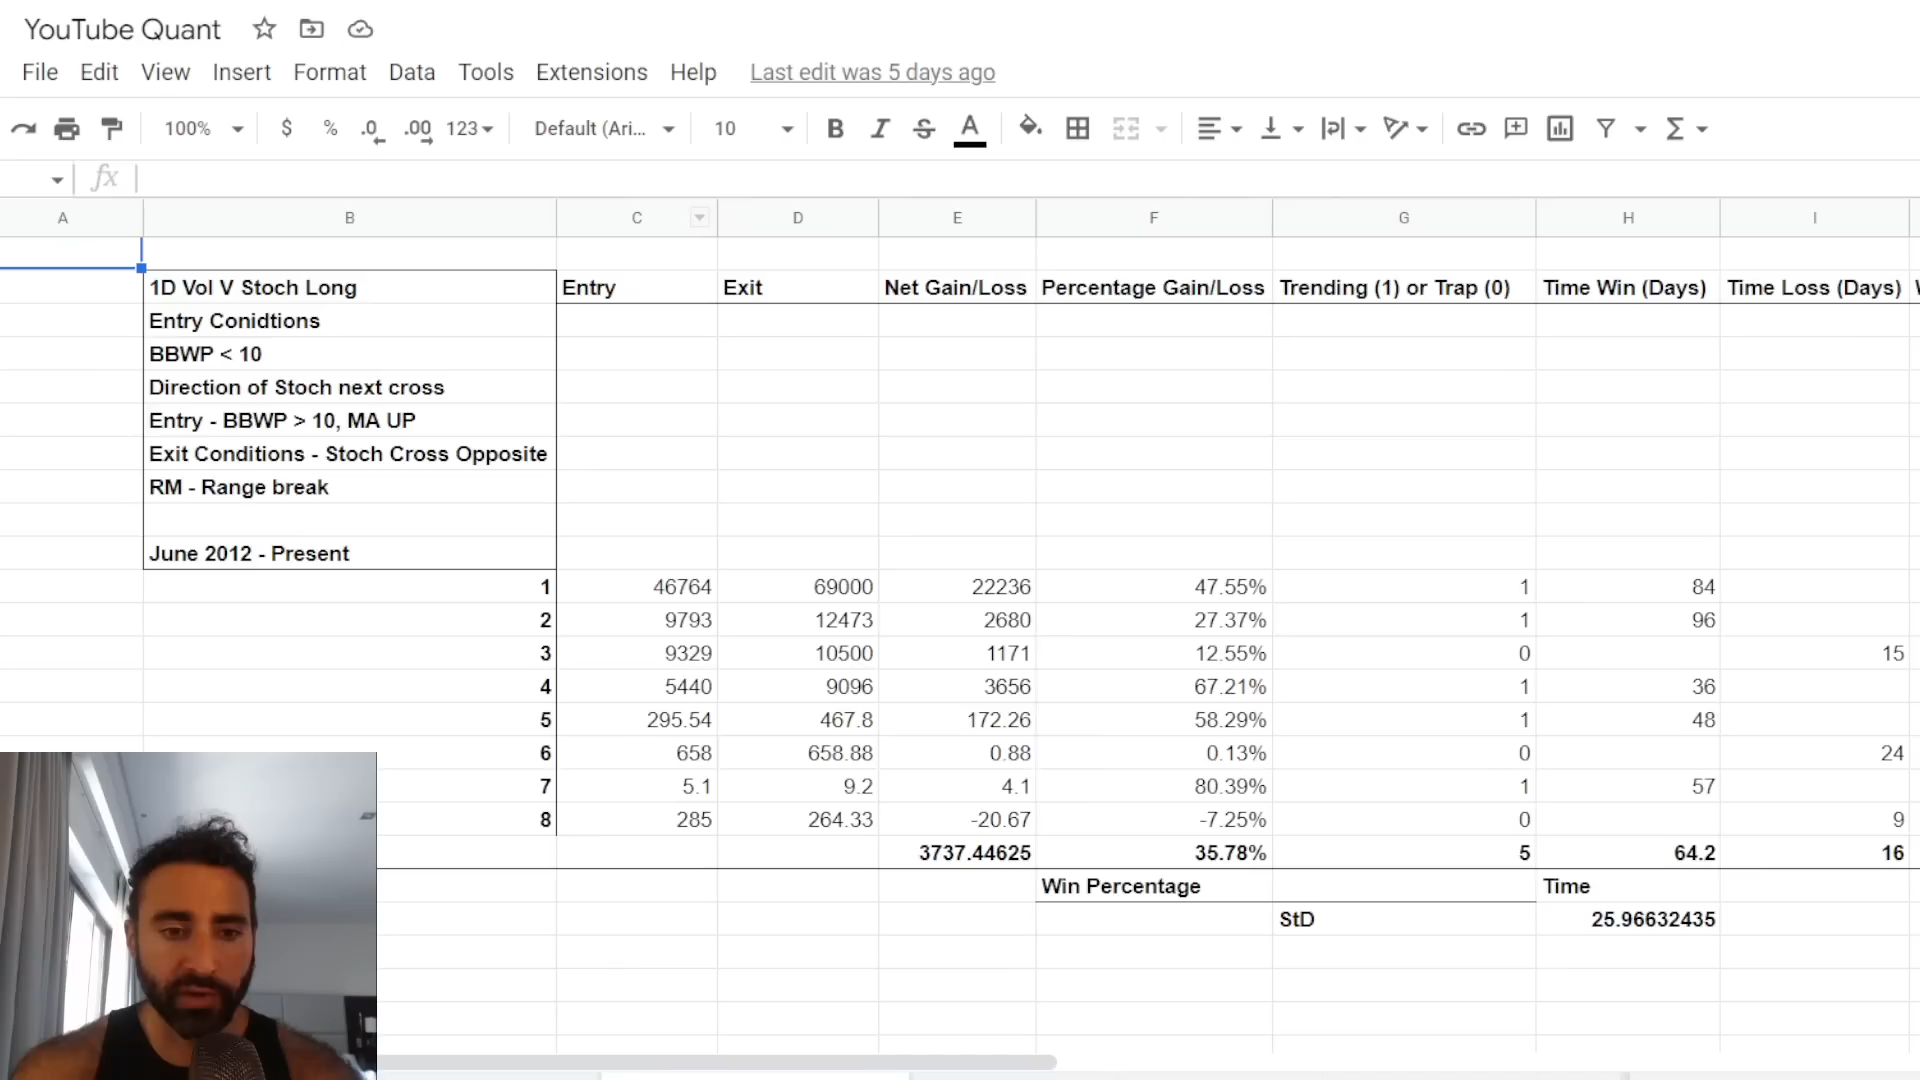 YouTube Quant
File Edit View Insert Format Data Tools Extensions Help Last edit was 5 days ago
100% $ % .0 .00 123 Default (Ari... 10 B I S A
fx
A B C D E F G H I
1D Vol V Stoch Long Entry Exit Net Gain/Loss Percentage Gain/Loss Trending (1) or Trap (0) Time Win (Days) Time Loss (Days)
Entry Conidtions
BBWP < 10
Direction of Stoch next cross
Entry - BBWP > 10, MA UP
Exit Conditions - Stoch Cross Opposite
RM - Range break
June 2012 - Present
1 46764 69000 22236 47.55% 1 84
2 9793 12473 2680 27.37% 1 96
3 9329 10500 1171 12.55% 0 15
4 5440 9096 3656 67.21% 1 36
5 295.54 467.8 172.26 58.29% 1 48
6 658 658.88 0.88 0.13% 0 24
7 5.1 9.2 4.1 80.39% 1 57
8 285 264.33 -20.67 -7.25% 0 9
3737.44625 35.78% 5 64.2 16
Win Percentage Time
StD 25.96632435